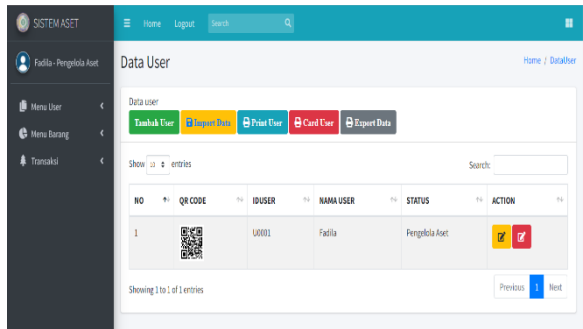 SISTEM ASET
Home Logout Search
Fadila - Pengelola Aset
Data User
Home / DataUser
Menu User
Menu Barang
Transaksi
Data user
Tambah User Import Data Print User Card User Export Data
Show 10 entries
Search:
NO QR CODE IDUSER NAMA USER STATUS ACTION
1 U0001 Fadila Pengelola Aset
Showing 1 to 1 of 1 entries
Previous 1 Next